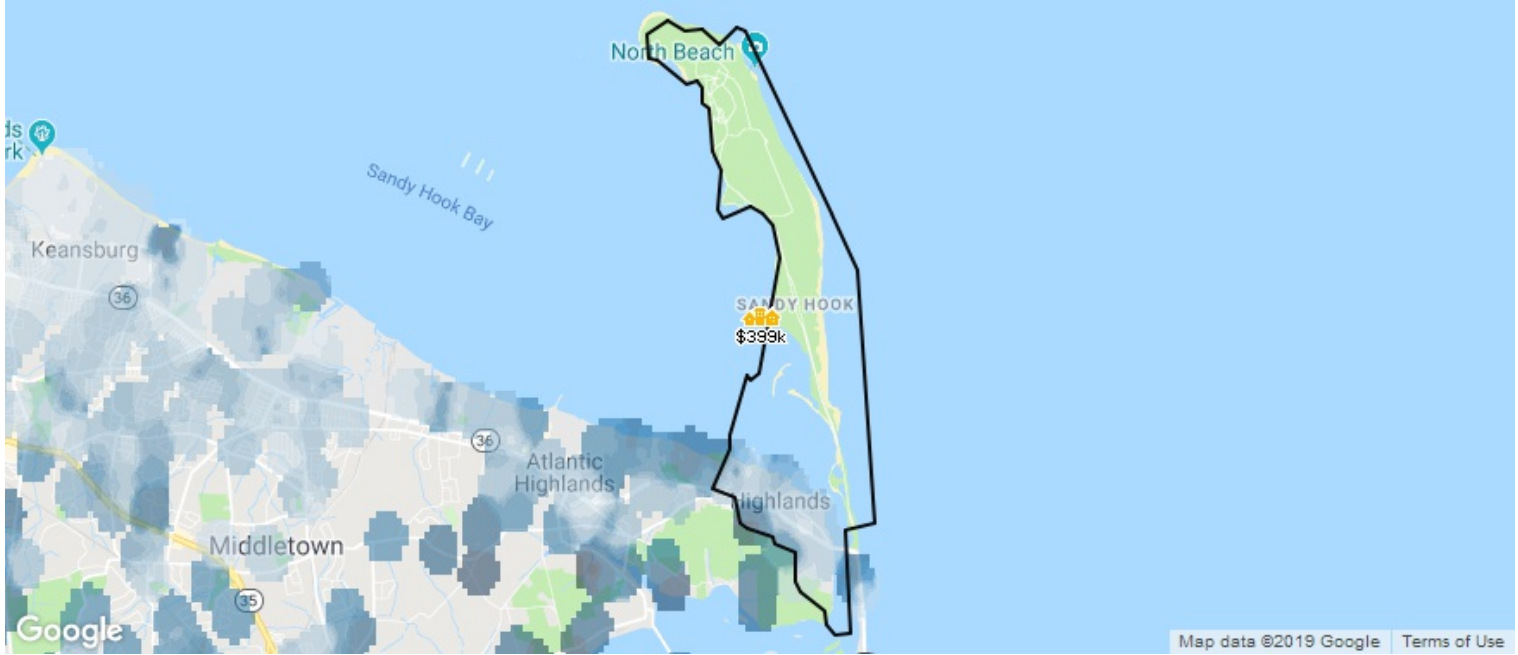 North Beach
ds
rk
Sandy Hook Bay
Keansburg
36
SANDY HOOK
$399k
36
Atlantic
Highlands
Highlands
Middletown
35
Google
Map data ©2019 Google
Terms of Use